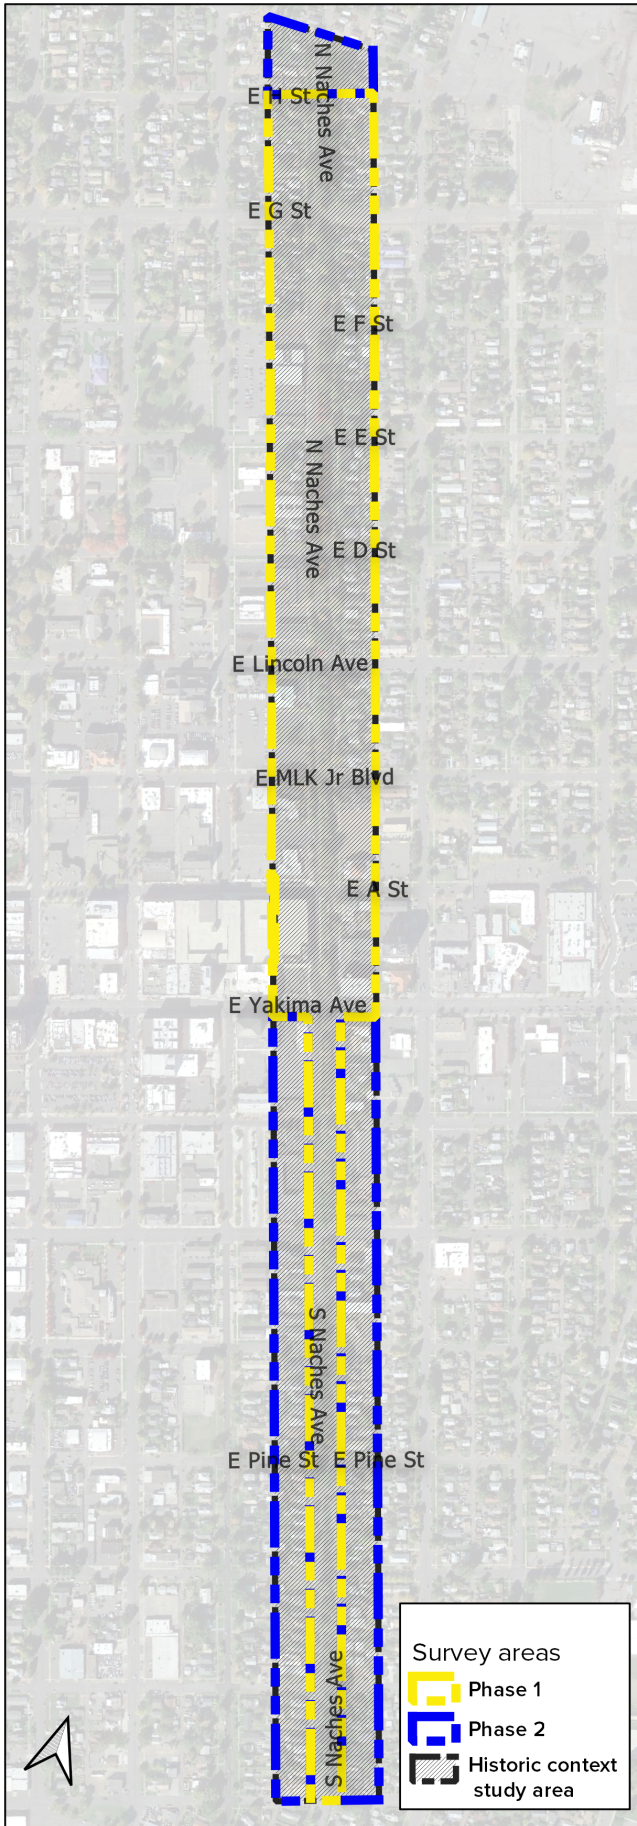 N Naches Ave
E H St
E G St
E F St
E E St
N Naches Ave
E D St
E Lincoln Ave
E MLK Jr Blvd
E A St
E Yakima Ave
S Naches Ave
E Pine St E Pine St
S Naches Ave
Survey areas
Phase 1
Phase 2
Historic context
study area